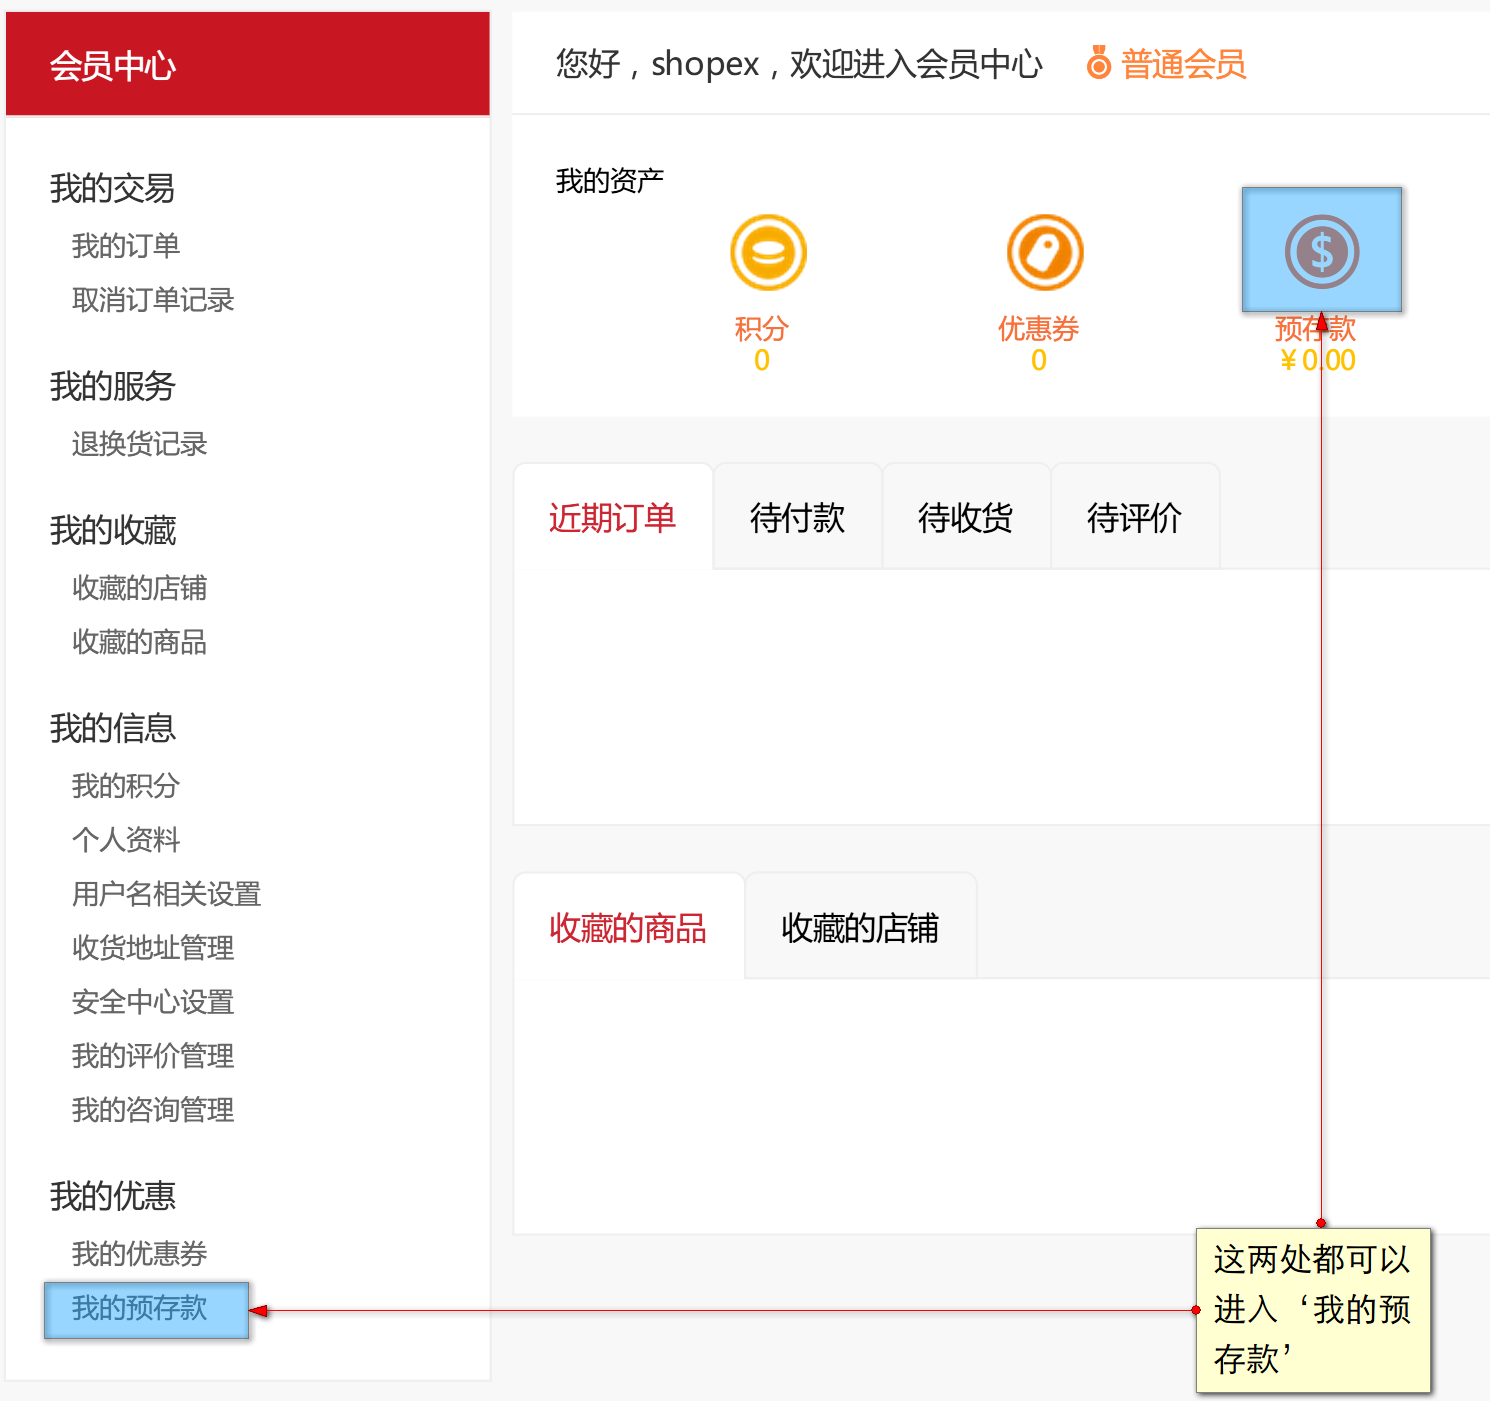 会员中心
我的交易
我的订单
取消订单记录
我的服务
退换货记录
我的收藏
收藏的店铺
收藏的商品
我的信息
我的积分
个人资料
用户名相关设置
收货地址管理
安全中心设置
我的评价管理
我的咨询管理
我的优惠
我的优惠券
我的预存款
您好，shopex，欢迎进入会员中心 普通会员
我的资产
积分 优惠券 预存款
0 0 ¥ 0.00
近期订单 待付款 待收货 待评价
收藏的商品 收藏的店铺
这两处都可以
进入‘我的预
存款’